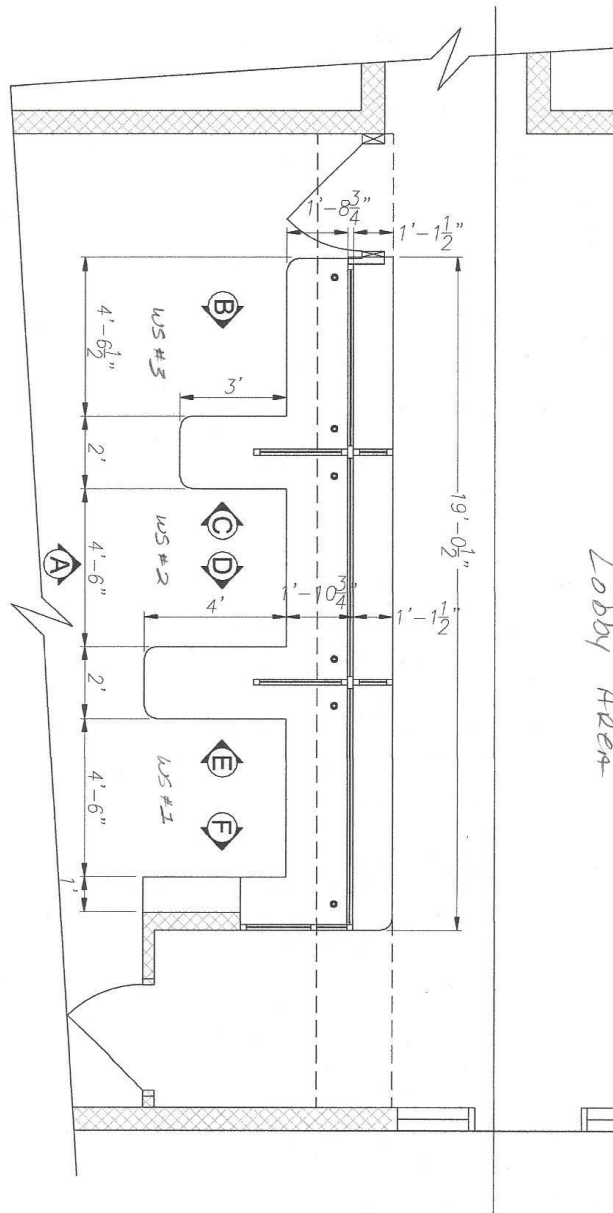 1'-8 3/4"
1'-1 1/2"
B
WS #3
4'-6 1/2"
3'
2'
19'-0 1/2"
C
D
WS #2
A
4'-6"
4'
1'-10 3/4"
1'-1 1/2"
2'
Lobby AREA
E
F
WS #1
4'-6"
1'